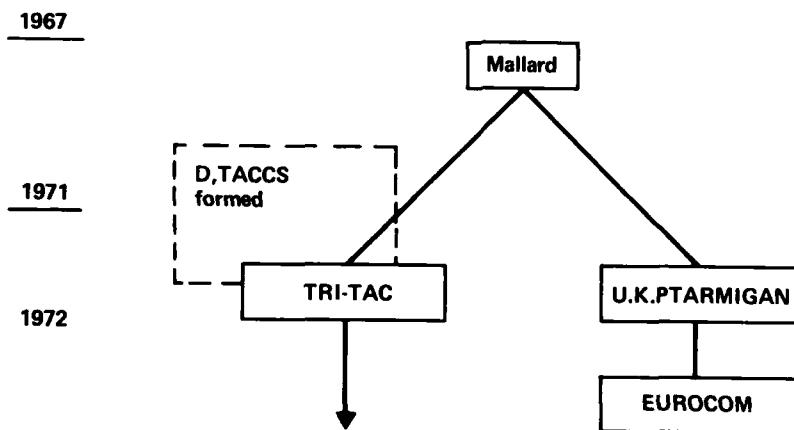 1967
Mallard
D,TACCS
formed
1971
TRI-TAC
U.K.PTARMIGAN
1972
EUROCOM